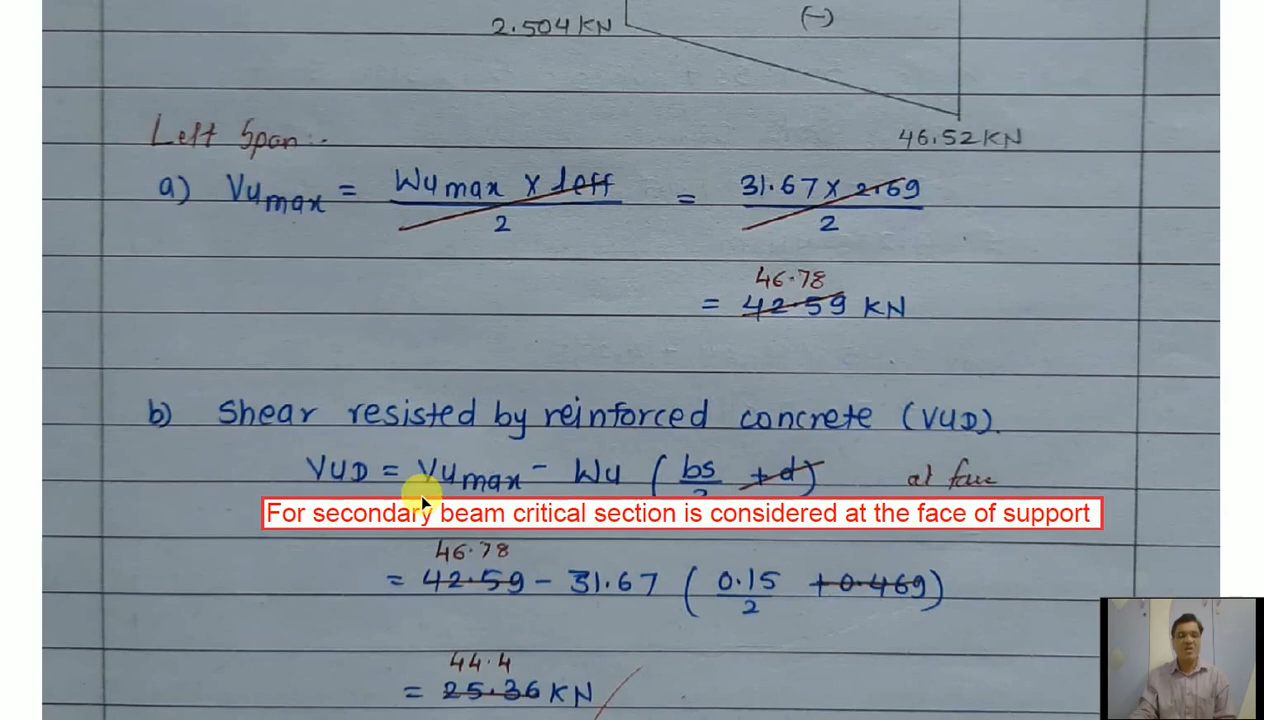 2.504 KN
(-)
46.52 KN
Left Span:-
a) Vumax = Wumax x leff / 2 = 31.67 x 2.69 / 2
46.78
= 42.59 KN
b) Shear resisted by reinforced concrete (VUD).
VUD = Vumax - Wu ( bs/2 + d ) at face
For secondary beam critical section is considered at the face of support
46.78
= 42.59 - 31.67 ( 0.15 / 2 + 0.469 )
44.4
= 25.36 KN